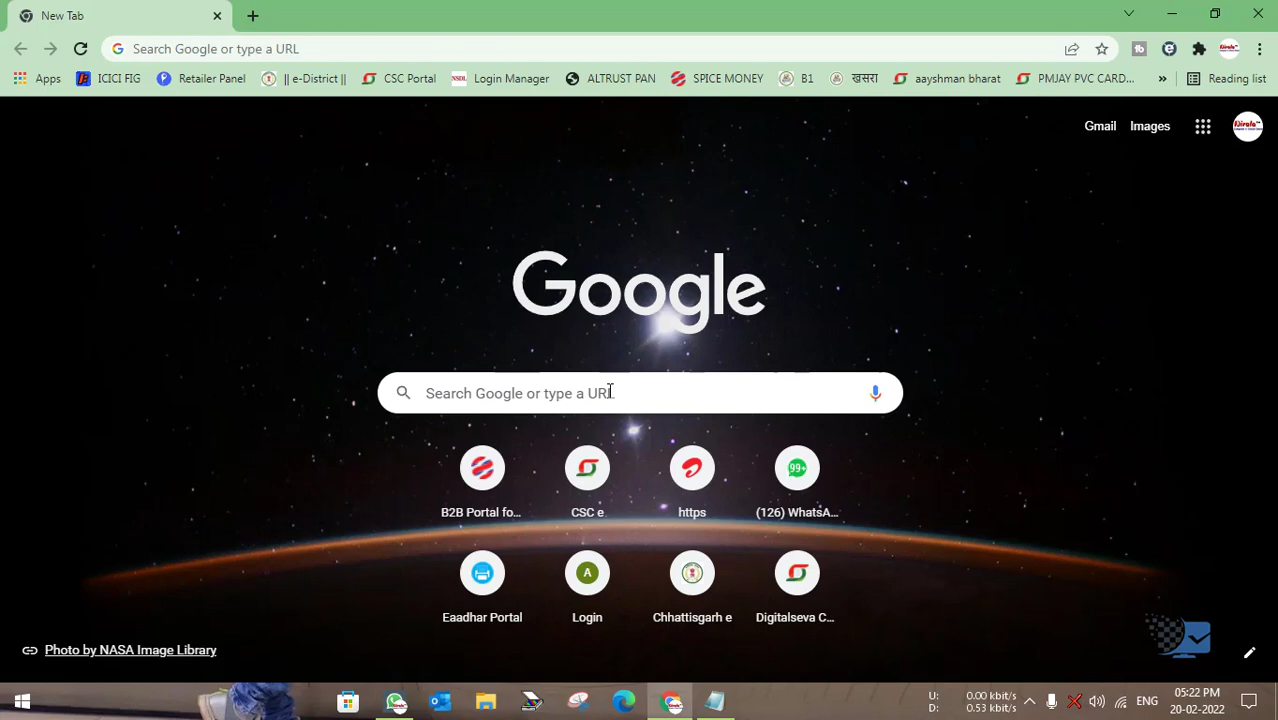 New Tab
Search Google or type a URL
Apps
ICICI FIG
Retailer Panel
|| e-District ||
CSC Portal
NSDL
Login Manager
ALTRUST PAN
SPICE MONEY
B1
खसरा
aayshman bharat
PMJAY PVC CARD...
»
Reading list
Gmail
Images
Google
Search Google or type a URL
B2B Portal fo...
CSC e
https
99+
(126) WhatsA...
Eaadhar Portal
A
Login
Chhattisgarh e
Digitalseva C...
Photo by NASA Image Library
U: 0.00 kbit/s
D: 0.53 kbit/s
ENG
05:22 PM
20-02-2022